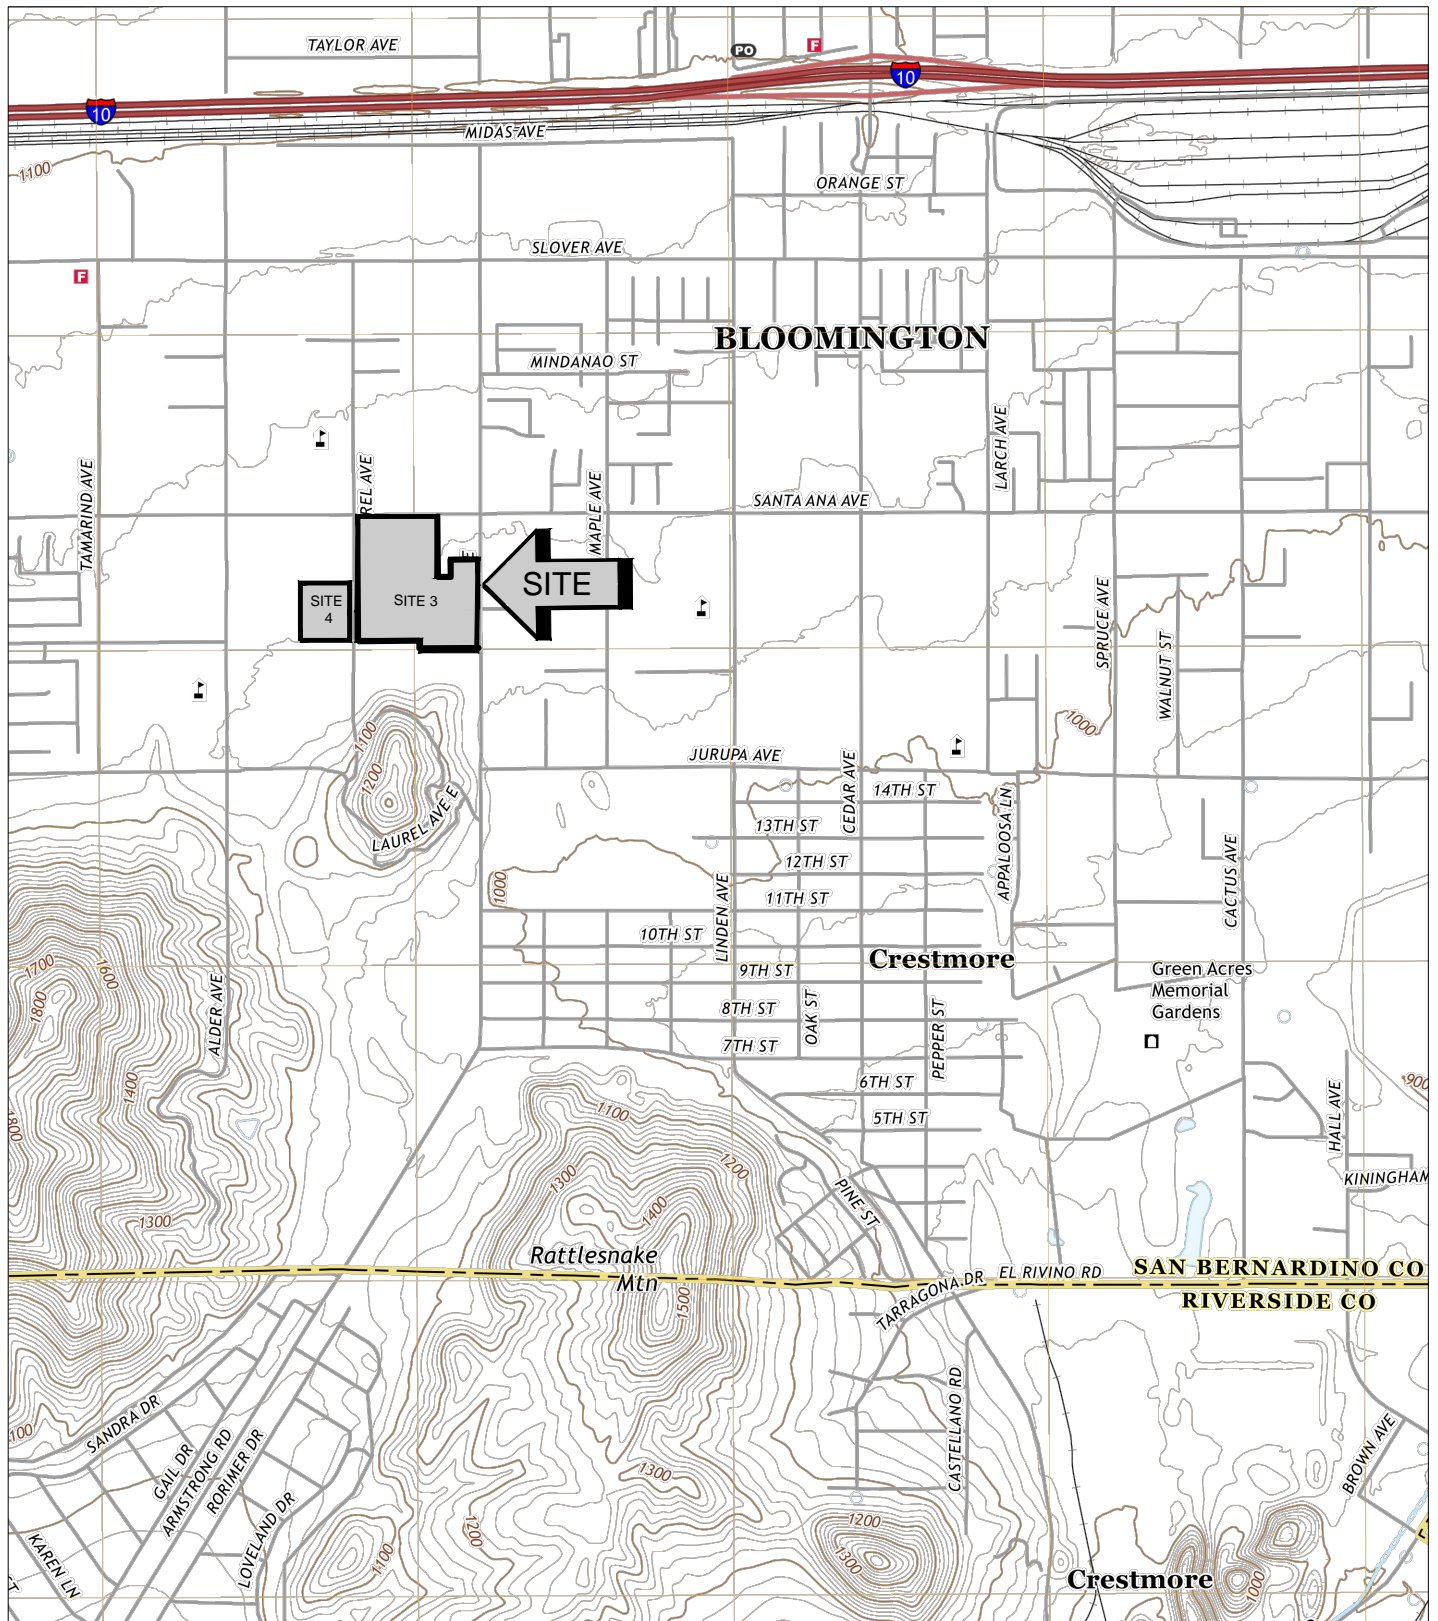 TAYLOR AVE
PO
F
10
10
MIDAS AVE
1100
ORANGE ST
SLOVER AVE
F
BLOOMINGTON
MINDANAO ST
LARCH AVE
TAMARIND AVE
REL AVE
MAPLE AVE
SANTA ANA AVE
E
SITE
SITE 3
SITE
4
SPRUCE AVE
WALNUT ST
1000
1100
1200
JURUPA AVE
CEDAR AVE
14TH ST
LAUREL AVE E
13TH ST
APPALOOSA LN
12TH ST
1000
11TH ST
LINDEN AVE
CACTUS AVE
10TH ST
Crestmore
9TH ST
1700
1600
1800
Green Acres
Memorial
Gardens
ALDER AVE
8TH ST
OAK ST
PEPPER ST
7TH ST
6TH ST
900
1400
1100
5TH ST
HALL AVE
1800
1200
1300
PINE ST
KININGHAM
1400
1300
Rattlesnake
Mtn
EL RIVINO RD
SAN BERNARDINO CO
TARRAGONA DR
RIVERSIDE CO
1500
CASTELLANO RD
SANDRA DR
100
GAIL DR
ARMSTRONG RD
RORIMER DR
BROWN AVE
1300
LOVELAND DR
1200
1200
1100
1300
KAREN LN
ST
Crestmore
1000